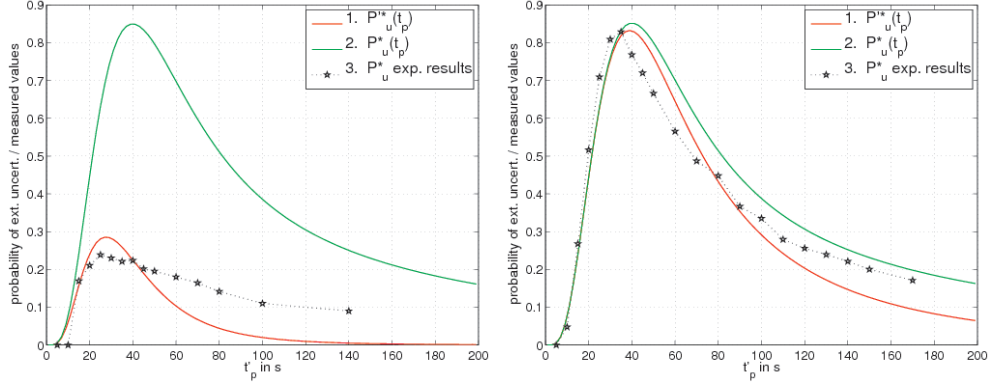 0.9
0.8
0.7
0.6
0.5
0.4
0.3
0.2
0.1
0
0 20 40 60 80 100 120 140 160 180 200
probability of ext. uncert. / measured values
t'p in s
1. P'*u(tp)
2. P*u(tp)
3. P*u exp. results
0.9
0.8
0.7
0.6
0.5
0.4
0.3
0.2
0.1
0
0 20 40 60 80 100 120 140 160 180 200
probability of ext. uncert. / measured values
t'p in s
1. P'*u(tp)
2. P*u(tp)
3. P*u exp. results